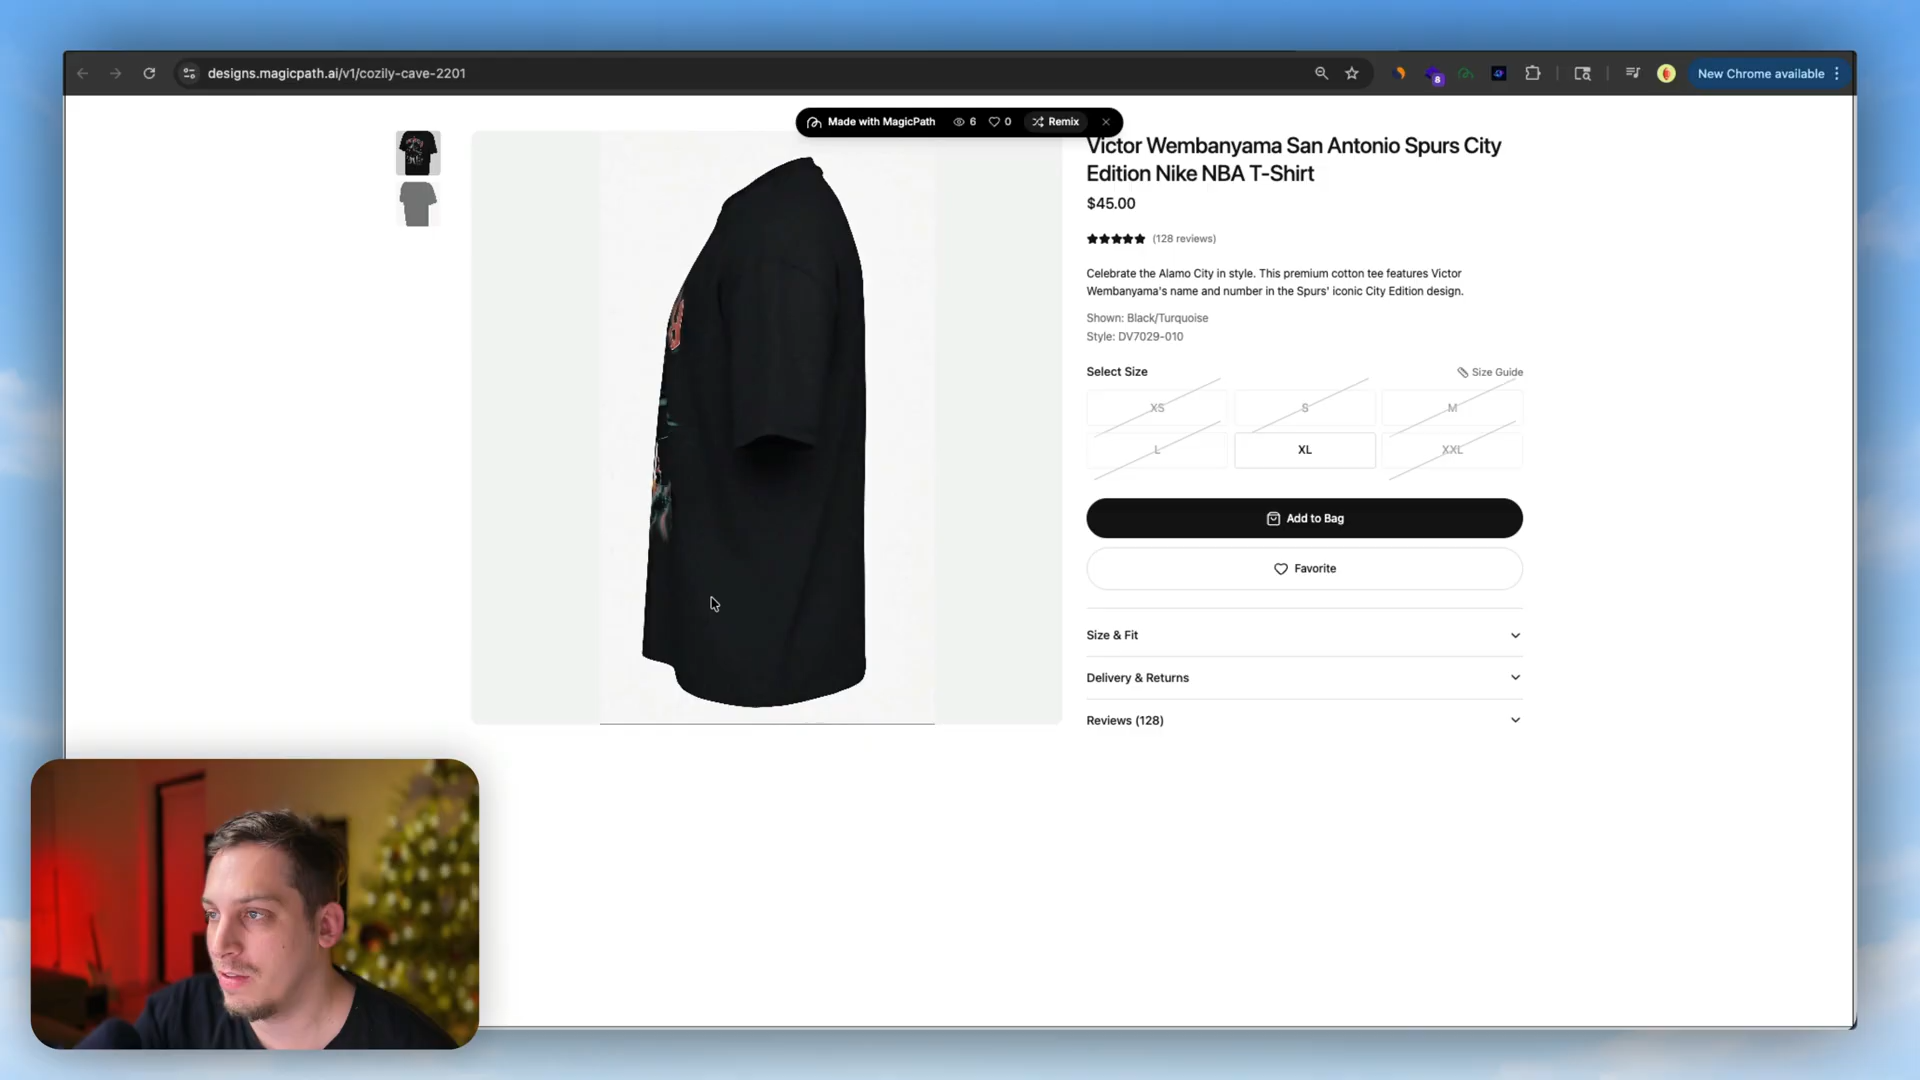 designs.magicpath.ai/v1/cozily-cave-2201
8
New Chrome available
Made with MagicPath 6 0 Remix
Victor Wembanyama San Antonio Spurs City
Edition Nike NBA T-Shirt
$45.00
(128 reviews)
Celebrate the Alamo City in style. This premium cotton tee features Victor
Wembanyama's name and number in the Spurs' iconic City Edition design.
Shown: Black/Turquoise
Style: DV7029-010
Select Size
Size Guide
XS S M
L XL XXL
Add to Bag
Favorite
Size & Fit
Delivery & Returns
Reviews (128)